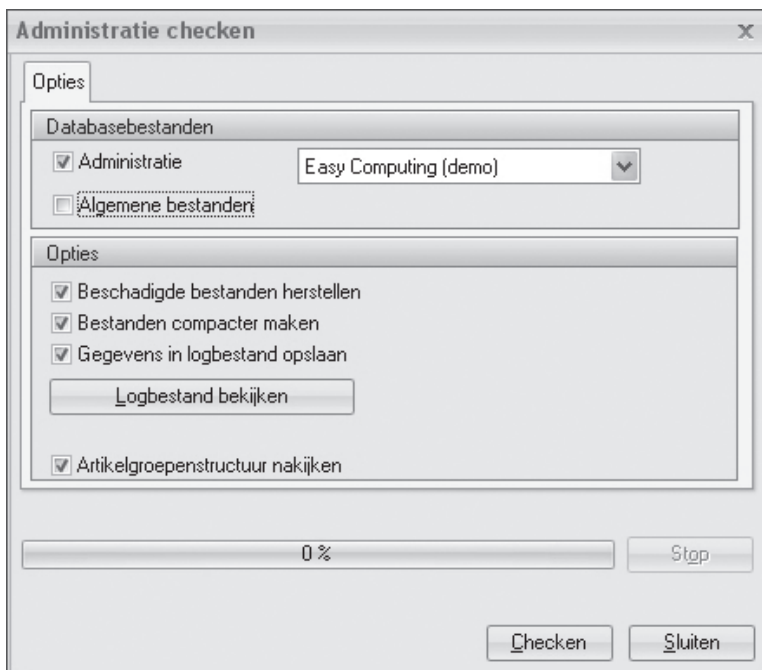 Administratie checken
Opties
Databasebestanden
Administratie
Easy Computing (demo)
Algemene bestanden
Opties
Beschadigde bestanden herstellen
Bestanden compacter maken
Gegevens in logbestand opslaan
Logbestand bekijken
Artikelgroepenstructuur nakijken
0 %
Stop
Checken
Sluiten